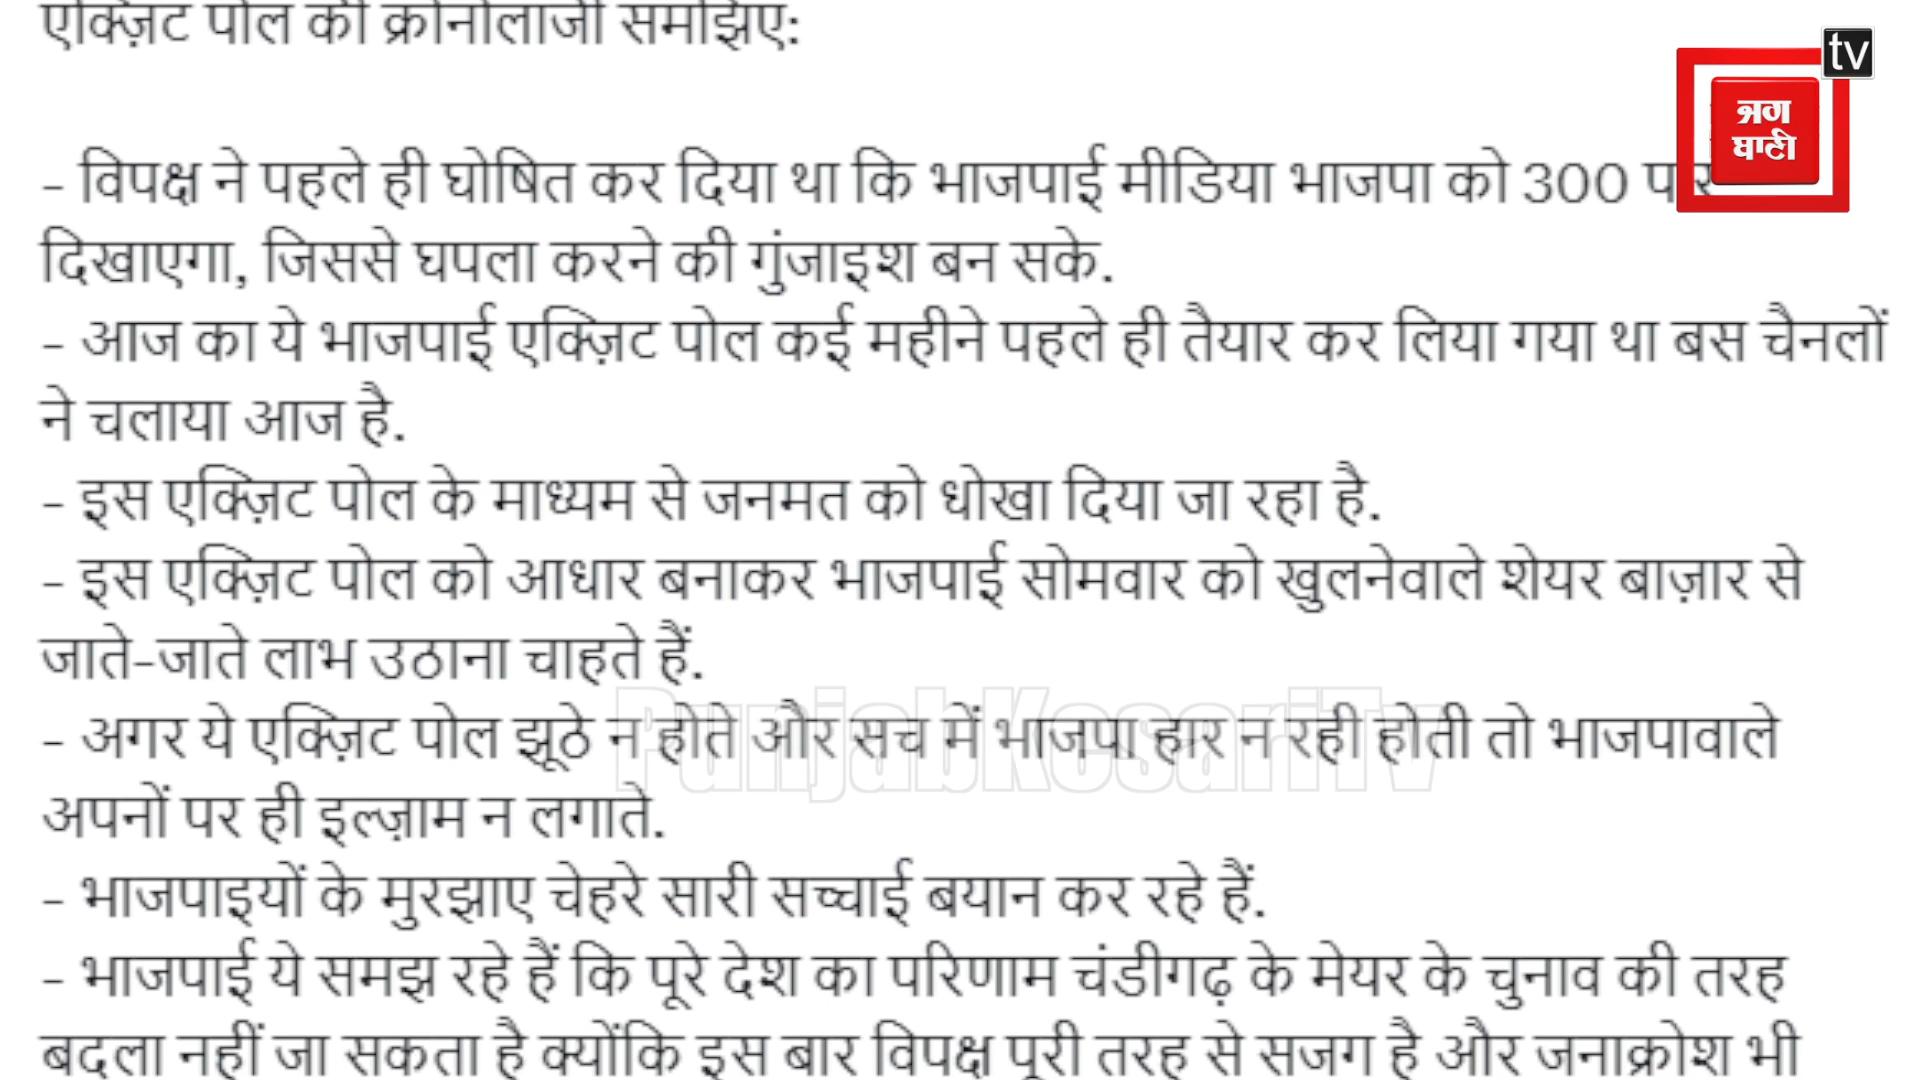 एक्ज़िट पोल की क्रोनोलॉजी समझिए:
tv
ਜਗ
ਬਾਣੀ
- विपक्ष ने पहले ही घोषित कर दिया था कि भाजपाई मीडिया भाजपा को 300 पार
दिखाएगा, जिससे घपला करने की गुंजाइश बन सके.
- आज का ये भाजपाई एक्ज़िट पोल कई महीने पहले ही तैयार कर लिया गया था बस चैनलों
ने चलाया आज है.
- इस एक्ज़िट पोल के माध्यम से जनमत को धोखा दिया जा रहा है.
- इस एक्ज़िट पोल को आधार बनाकर भाजपाई सोमवार को खुलनेवाले शेयर बाज़ार से
जाते-जाते लाभ उठाना चाहते हैं.
- अगर ये एक्ज़िट पोल झूठे न होते और सच में भाजपा हार न रही होती तो भाजपावाले
PunjabKesariTv
अपनों पर ही इल्ज़ाम न लगाते.
- भाजपाइयों के मुरझाए चेहरे सारी सच्चाई बयान कर रहे हैं.
- भाजपाई ये समझ रहे हैं कि पूरे देश का परिणाम चंडीगढ़ के मेयर के चुनाव की तरह
बदला नहीं जा सकता है क्योंकि इस बार विपक्ष पूरी तरह से सजग है और जनाक्रोश भी